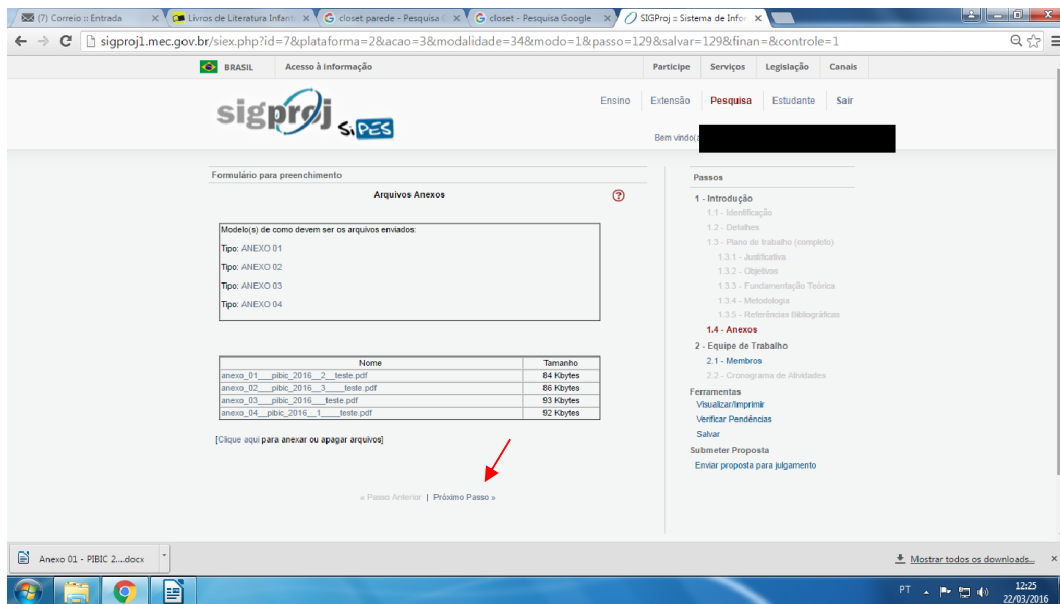 (7) Correio :: Entrada
Livros de Literatura Infanti
closet parede - Pesquisa
closet - Pesquisa Google
SIGProj :: Sistema de Infor
sigproj1.mec.gov.br/siex.php?id=7&plataforma=2&acao=3&modalidade=34&modo=1&passo=129&salvar=129&finan=&controle=1
BRASIL Acesso à Informação Participe Serviços Legislação Canais
sigproj SiPES
Ensino Extensão Pesquisa Estudante Sair
Bem vindo(
Formulário para preenchimento
Arquivos Anexos
Modelo(s) de como devem ser os arquivos enviados:
Tipo: ANEXO 01
Tipo: ANEXO 02
Tipo: ANEXO 03
Tipo: ANEXO 04
Nome Tamanho
anexo_01___pibic_2016__2__teste.pdf 84 Kbytes
anexo_02___pibic_2016__3____teste.pdf 86 Kbytes
anexo_03___pibic_2016___teste.pdf 93 Kbytes
anexo_04__pibic_2016__1____teste.pdf 92 Kbytes
[Clique aqui para anexar ou apagar arquivos]
« Passo Anterior | Próximo Passo »
Passos
1 - Introdução
1.1 - Identificação
1.2 - Detalhes
1.3 - Plano de trabalho (completo)
1.3.1 - Justificativa
1.3.2 - Objetivos
1.3.3 - Fundamentação Teórica
1.3.4 - Metodologia
1.3.5 - Referências Bibliográficas
1.4 - Anexos
2 - Equipe de Trabalho
2.1 - Membros
2.2 - Cronograma de Atividades
Ferramentas
Visualizar/Imprimir
Verificar Pendências
Salvar
Submeter Proposta
Enviar proposta para julgamento
Anexo 01 - PIBIC 2....docx
Mostrar todos os downloads...
PT
12:25
22/03/2016